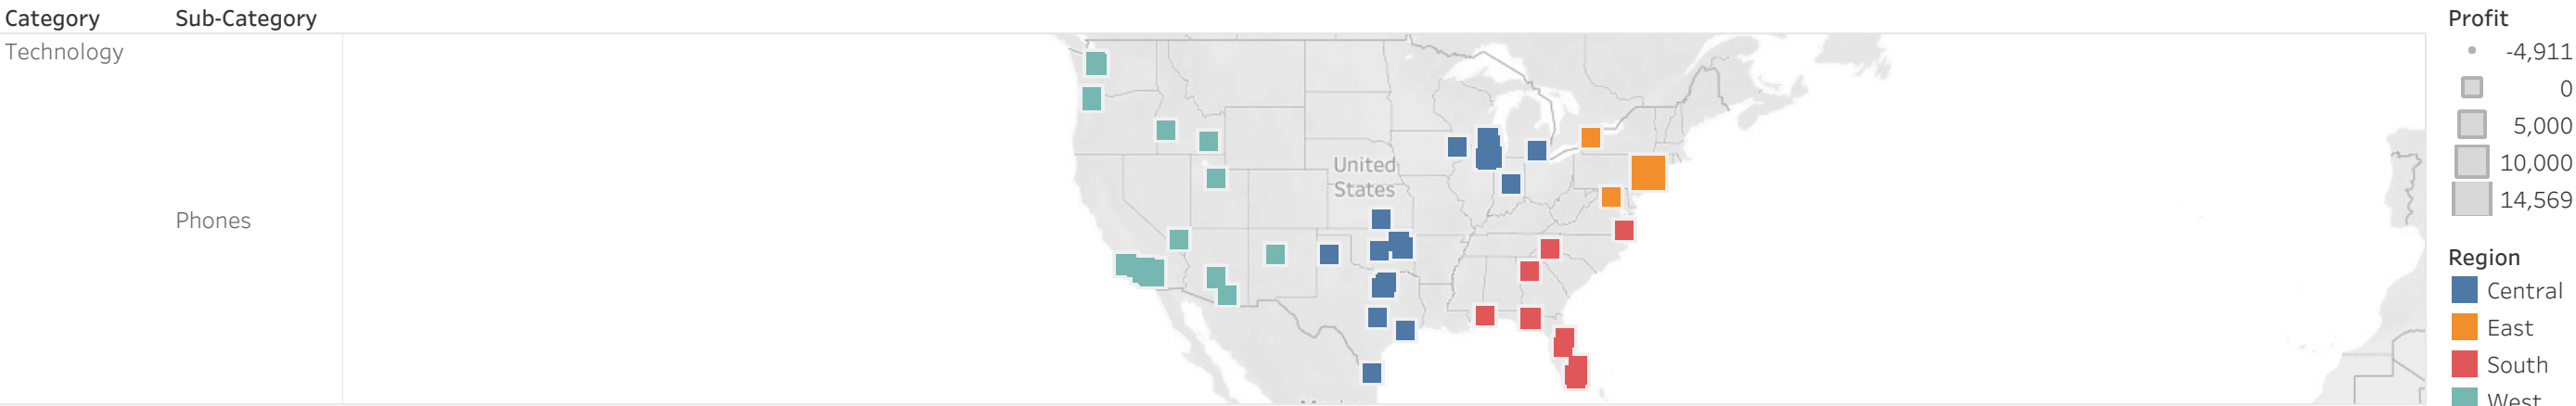 Category Sub-Category
Technology
Phones
United
States
Profit
-4,911
0
5,000
10,000
14,569
Region
Central
East
South
West